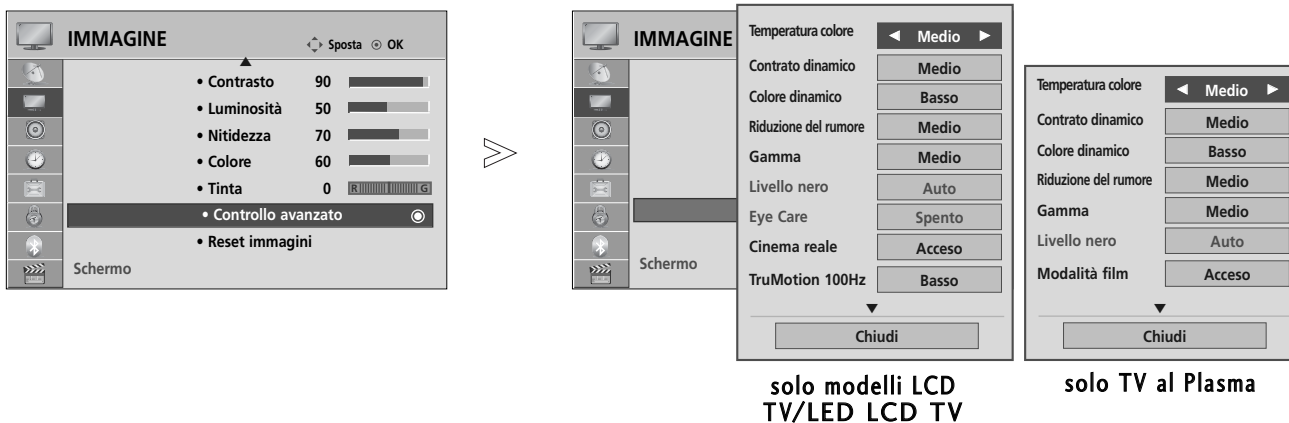 IMMAGINE
Sposta OK
• Contrasto 90
• Luminosità 50
• Nitidezza 70
• Colore 60
• Tinta 0 R G
• Controllo avanzato
• Reset immagini
Schermo
IMMAGINE
Schermo
Temperatura colore ◀ Medio ▶
Contrato dinamico Medio
Colore dinamico Basso
Riduzione del rumore Medio
Gamma Medio
Livello nero Auto
Eye Care Spento
Cinema reale Acceso
TruMotion 100Hz Basso
Chiudi
solo modelli LCD
TV/LED LCD TV
Temperatura colore ◀ Medio ▶
Contrato dinamico Medio
Colore dinamico Basso
Riduzione del rumore Medio
Gamma Medio
Livello nero Auto
Modalità film Acceso
Chiudi
solo TV al Plasma